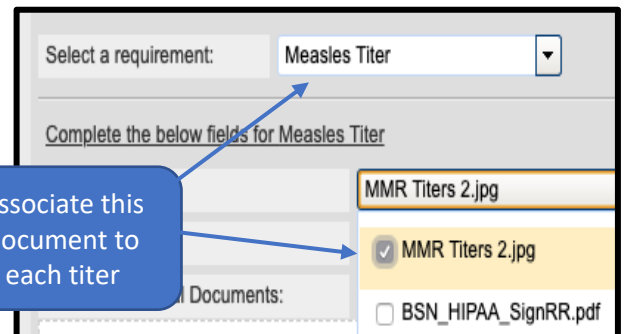 Select a requirement: Measles Titer
Complete the below fields for Measles Titer
MMR Titers 2.jpg
ssociate this
ocument to
each titer
MMR Titers 2.jpg
Documents:
BSN_HIPAA_SignRR.pdf